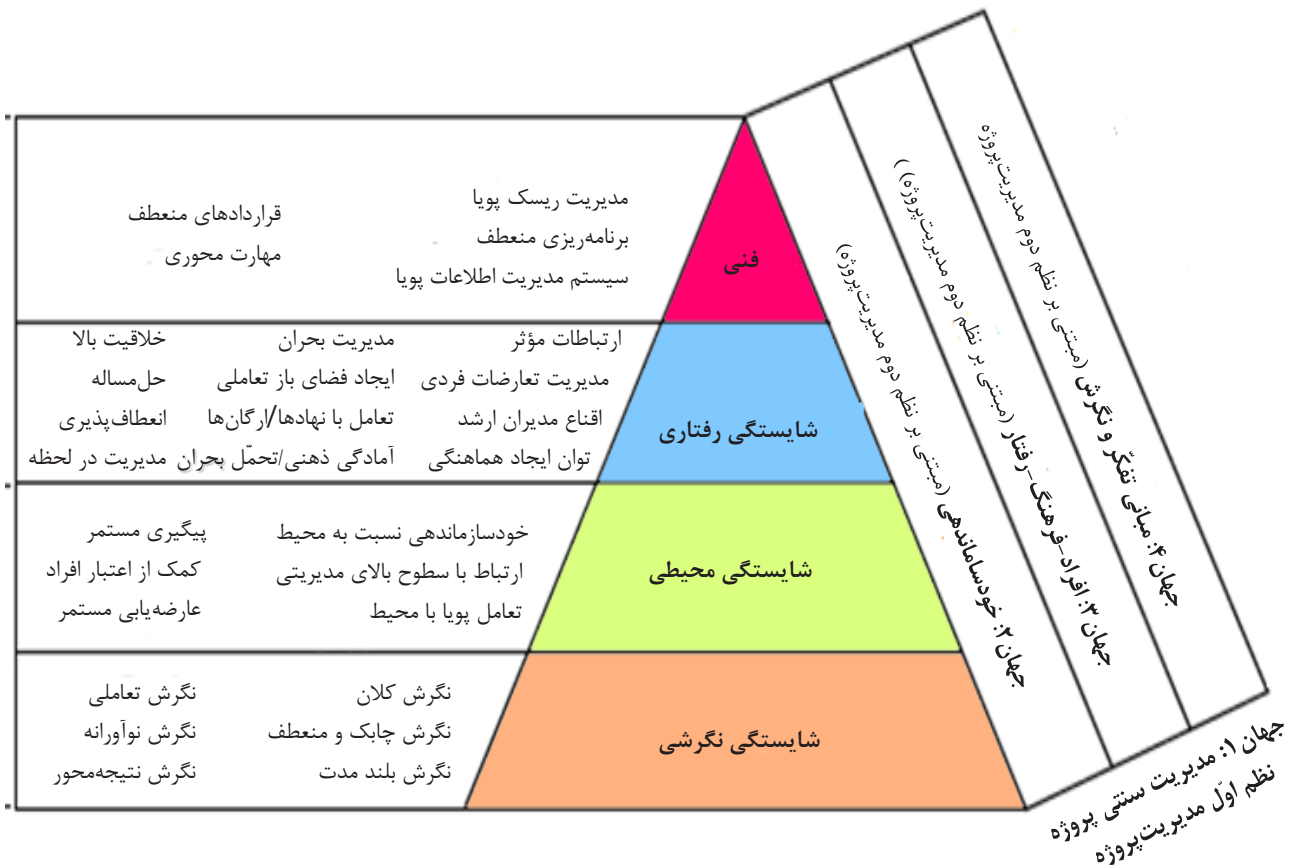 مدیریت ریسک پویا
برنامه‌ریزی منعطف
سیستم مدیریت اطلاعات پویا
قراردادهای منعطف
مهارت محوری
فنی
ارتباطات مؤثر
مدیریت تعارضات فردی
اقناع مدیران ارشد
توان ایجاد هماهنگی
مدیریت بحران
ایجاد فضای باز تعاملی
تعامل با نهادها/ارگان‌ها
آمادگی ذهنی/تحمّل بحران
خلاقیت بالا
حل‌مساله
انعطاف‌پذیری
مدیریت در لحظه
شایستگی رفتاری
خودسازماندهی نسبت به محیط
ارتباط با سطوح بالای مدیریتی
تعامل پویا با محیط
پیگیری مستمر
کمک از اعتبار افراد
عارضه‌یابی مستمر
شایستگی محیطی
نگرش کلان
نگرش چابک و منعطف
نگرش بلند مدت
نگرش تعاملی
نگرش نوآورانه
نگرش نتیجه‌محور
شایستگی نگرشی
جهان ۴: مبانی تفکّر و نگرش (مبتنی بر نظم دوم مدیریت‌پروژه
جهان ۳: افراد-فرهنگ-رفتار (مبتنی بر نظم دوم مدیریت‌پروژه) )
جهان ۲: خودساماندهی (مبتنی بر نظم دوم مدیریت‌پروژه)
جهان ۱: مدیریت سنتی پروژه
نظم اوّل مدیریت‌پروژه